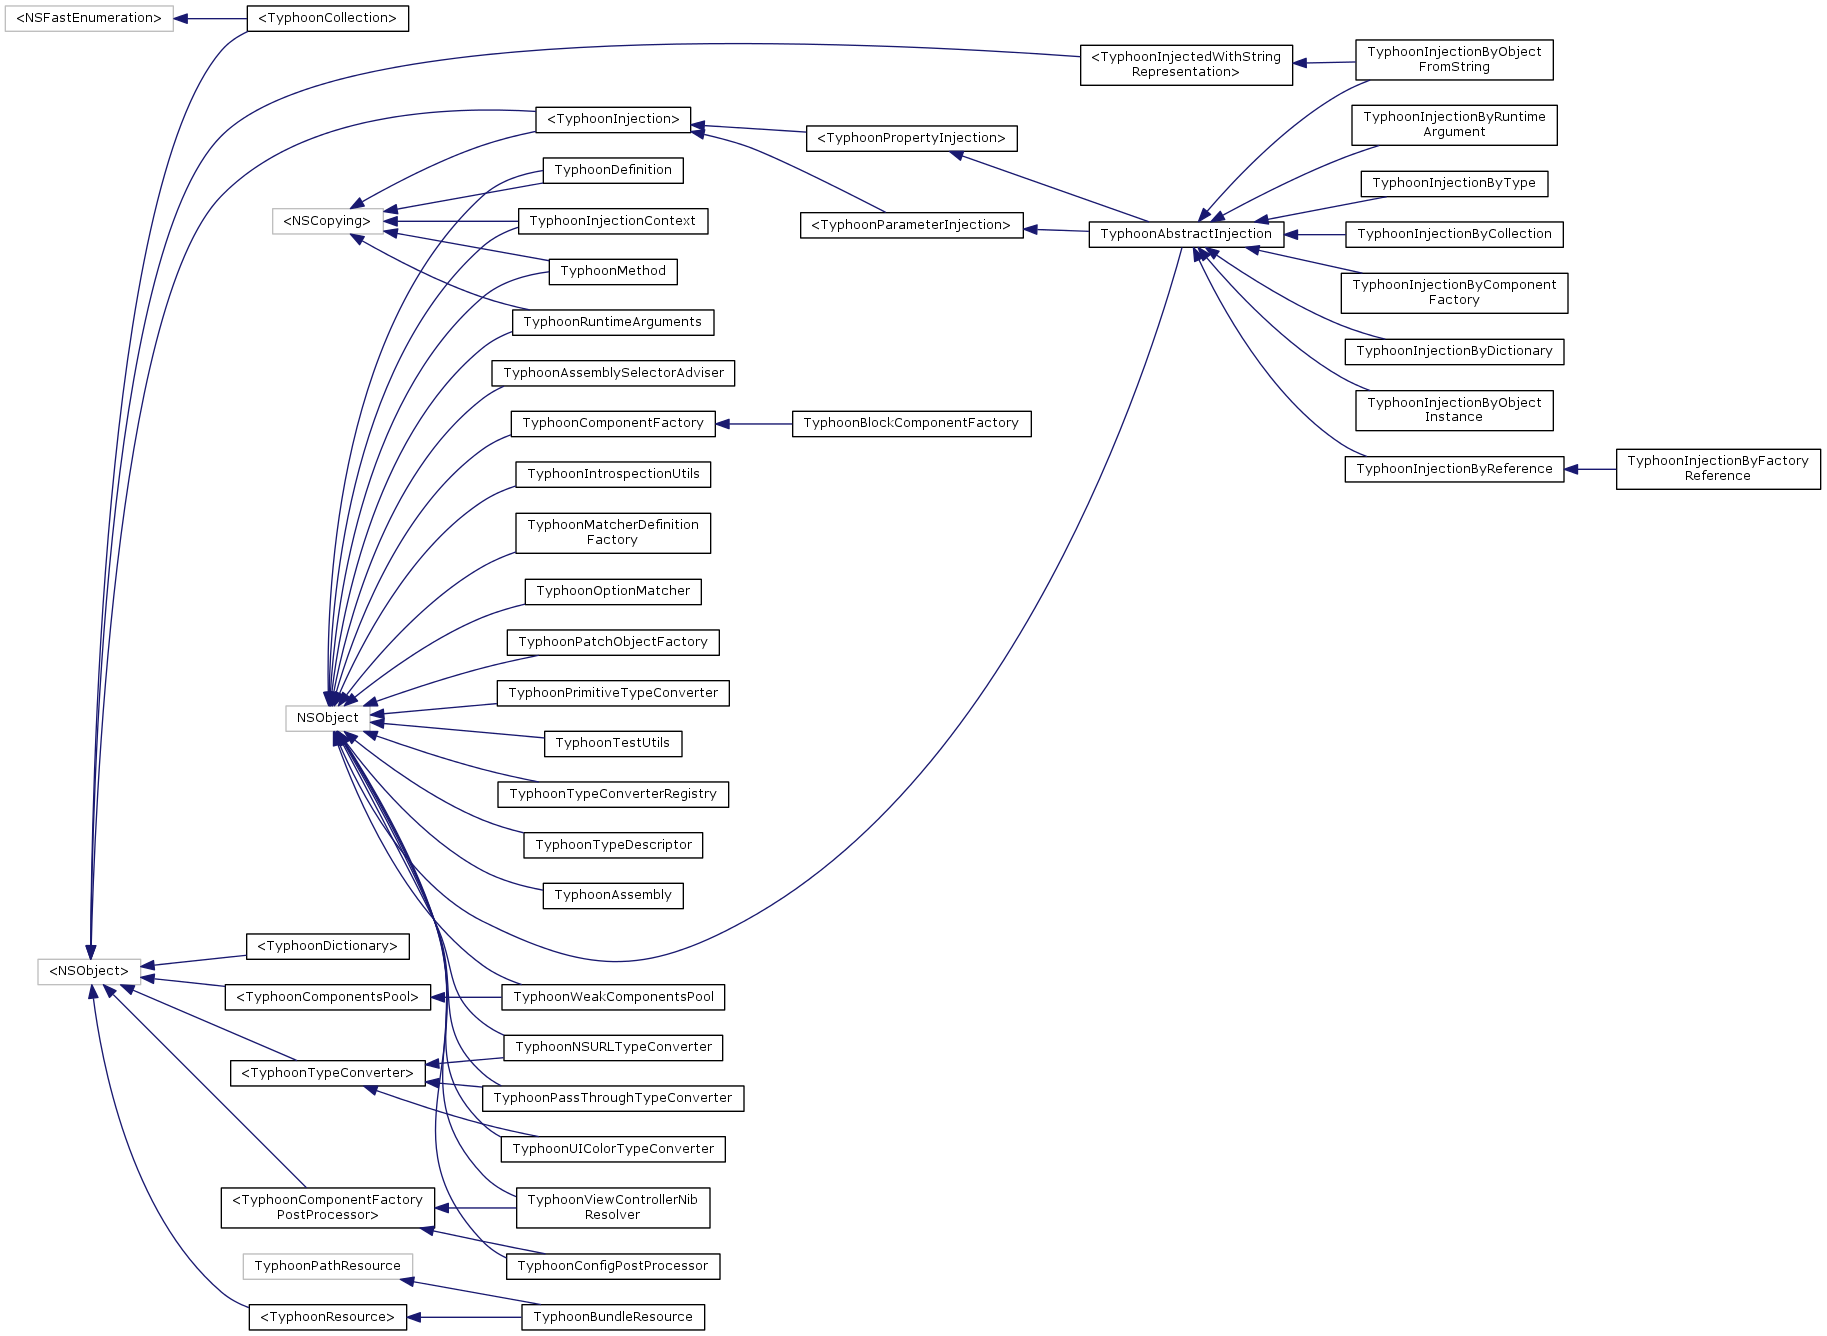 <NSFastEnumeration>
<TyphoonCollection>
<TyphoonInjectedWithString
Representation>
TyphoonInjectionByObject
FromString
<TyphoonInjection>
<TyphoonPropertyInjection>
TyphoonInjectionByRuntime
Argument
TyphoonDefinition
TyphoonInjectionByType
<NSCopying>
TyphoonInjectionContext
<TyphoonParameterInjection>
TyphoonAbstractInjection
TyphoonInjectionByCollection
TyphoonMethod
TyphoonInjectionByComponent
Factory
TyphoonRuntimeArguments
TyphoonInjectionByDictionary
TyphoonAssemblySelectorAdviser
TyphoonInjectionByObject
Instance
TyphoonComponentFactory
TyphoonBlockComponentFactory
TyphoonIntrospectionUtils
TyphoonInjectionByReference
TyphoonInjectionByFactory
Reference
TyphoonMatcherDefinition
Factory
TyphoonOptionMatcher
TyphoonPatchObjectFactory
TyphoonPrimitiveTypeConverter
NSObject
TyphoonTestUtils
TyphoonTypeConverterRegistry
TyphoonTypeDescriptor
TyphoonAssembly
<TyphoonDictionary>
<NSObject>
<TyphoonComponentsPool>
TyphoonWeakComponentsPool
TyphoonNSURLTypeConverter
<TyphoonTypeConverter>
TyphoonPassThroughTypeConverter
TyphoonUIColorTypeConverter
<TyphoonComponentFactory
PostProcessor>
TyphoonViewControllerNib
Resolver
TyphoonPathResource
TyphoonConfigPostProcessor
<TyphoonResource>
TyphoonBundleResource